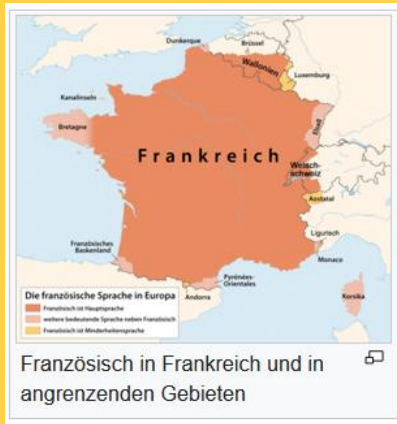 Dunkerque
Brüssel
Wallonien
Luxemburg
Kanalinseln
Bretagne
Elsaß
Frankreich
Welsch-
schweiz
Aostatal
Ligurisch
Französisches
Baskenland
Monaco
Pyrénées-
Orientales
Andorra
Korsika
Die französische Sprache in Europa
Französisch ist Hauptsprache
weitere bedeutende Sprache neben Französisch
Französisch ist Minderheitensprache
Französisch in Frankreich und in
angrenzenden Gebieten